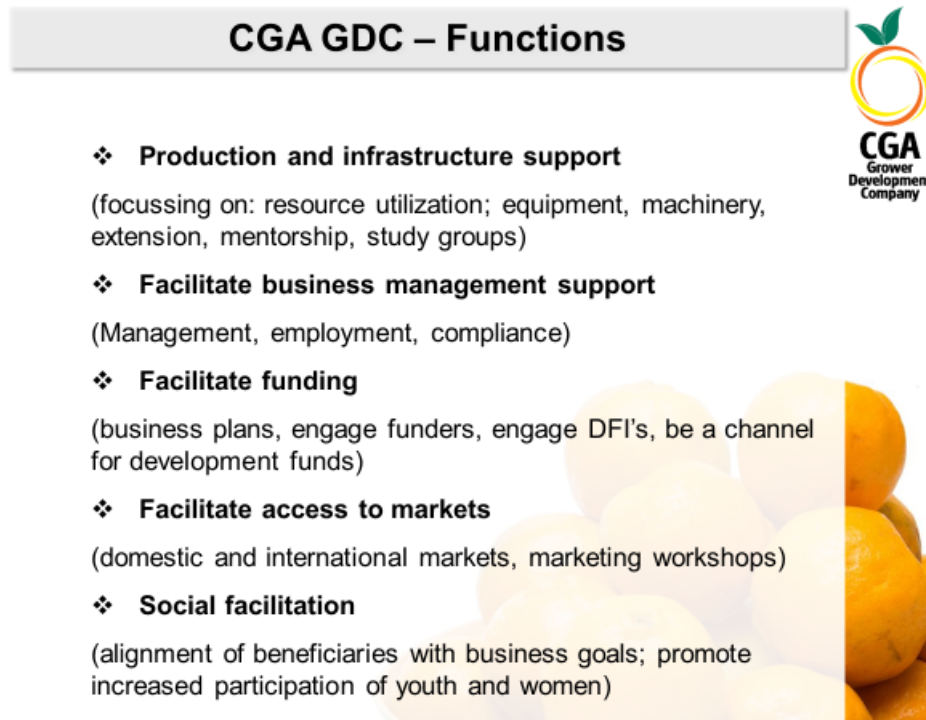 CGA GDC – Functions
CGA
Grower
Developmen
Company
❖ Production and infrastructure support
(focussing on: resource utilization; equipment, machinery,
extension, mentorship, study groups)
❖ Facilitate business management support
(Management, employment, compliance)
❖ Facilitate funding
(business plans, engage funders, engage DFI's, be a channel
for development funds)
❖ Facilitate access to markets
(domestic and international markets, marketing workshops)
❖ Social facilitation
(alignment of beneficiaries with business goals; promote
increased participation of youth and women)